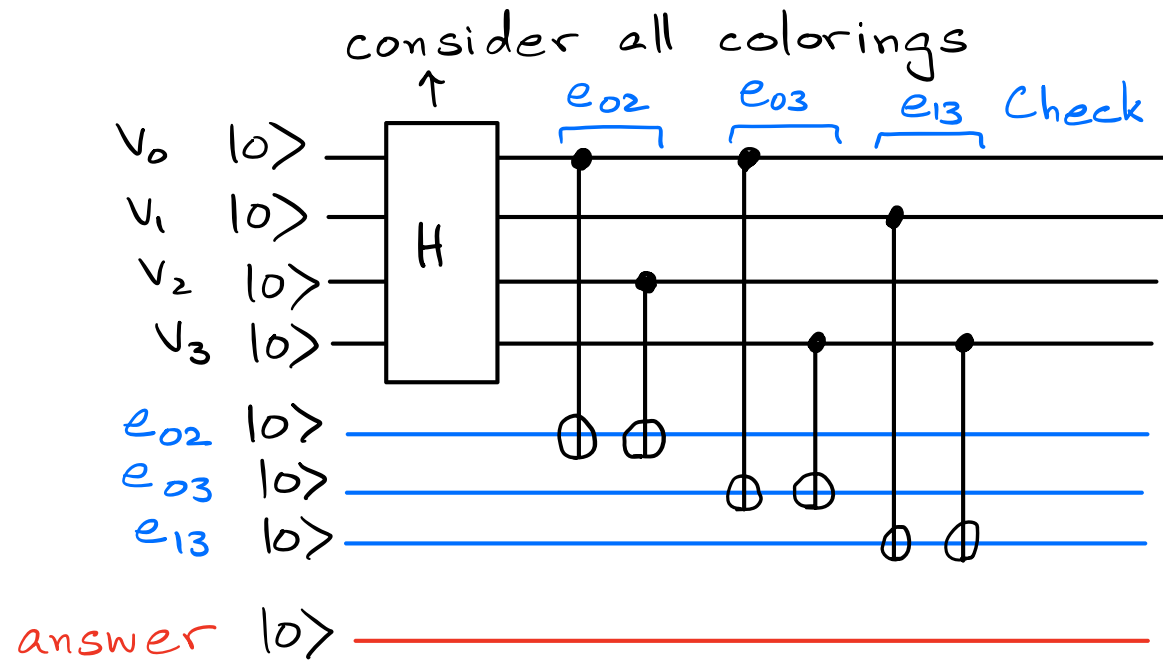 consider all colorings
↑
e₀₂ e₀₃ e₁₃ Check
V₀ |0⟩
V₁ |0⟩
V₂ |0⟩
V₃ |0⟩
H
e₀₂ |0⟩
e₀₃ |0⟩
e₁₃ |0⟩
answer |0⟩